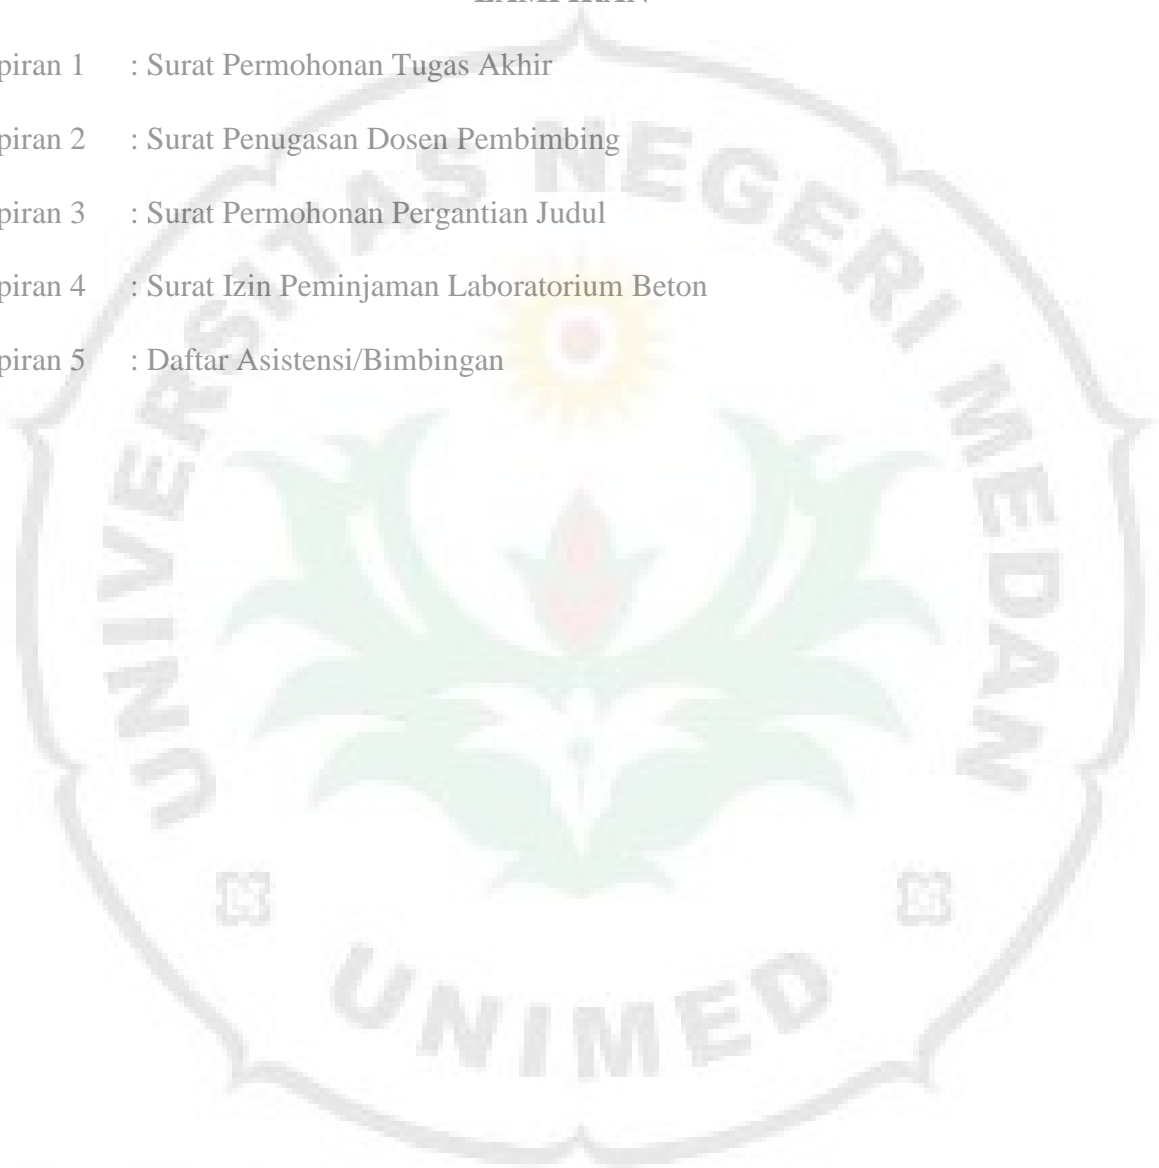 LAMPIRAN
piran 1 : Surat Permohonan Tugas Akhir
piran 2 : Surat Penugasan Dosen Pembimbing
piran 3 : Surat Permohonan Pergantian Judul
piran 4 : Surat Izin Peminjaman Laboratorium Beton
piran 5 : Daftar Asistensi/Bimbingan
UNIVERSITAS NEGERI MEDAN
UNIMED